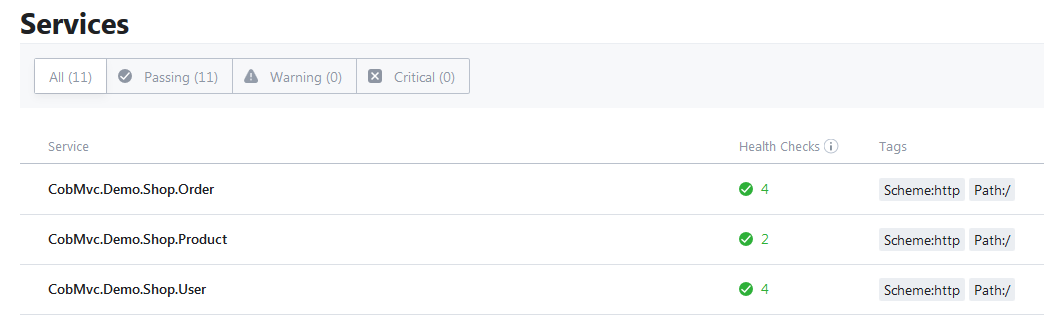 Services
All (11) Passing (11) Warning (0) Critical (0)
Service Health Checks Tags
CobMvc.Demo.Shop.Order 4 Scheme:http Path:/
CobMvc.Demo.Shop.Product 2 Scheme:http Path:/
CobMvc.Demo.Shop.User 4 Scheme:http Path:/